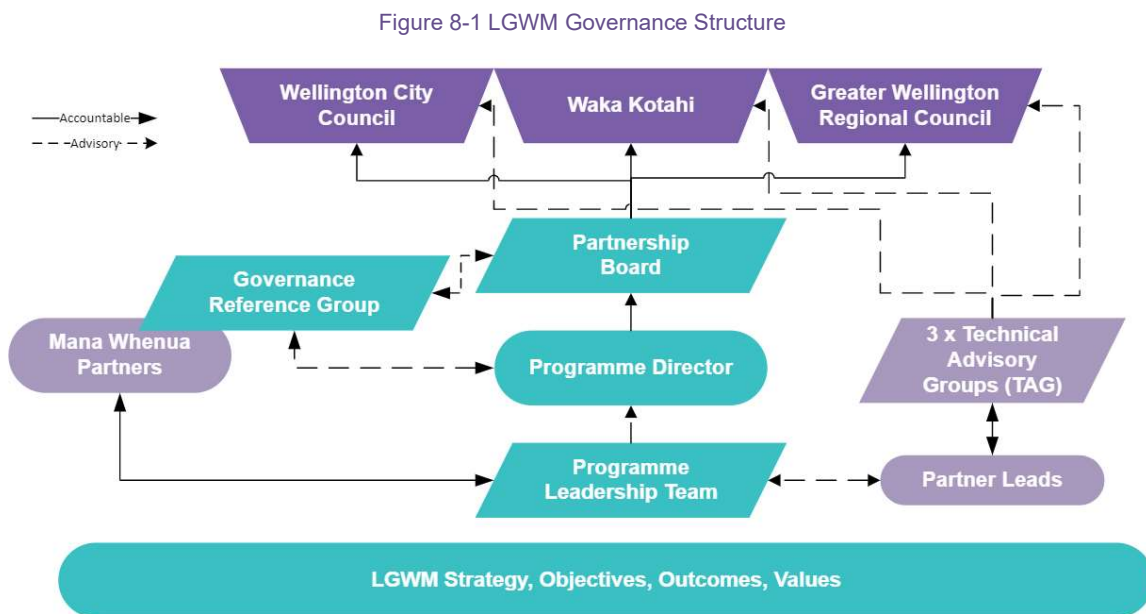 Figure 8-1 LGWM Governance Structure
Wellington City
Council
Waka Kotahi
Greater Wellington
Regional Council
Accountable
Advisory
Partnership
Board
Governance
Reference Group
Mana Whenua
Partners
Programme Director
3 x Technical
Advisory
Groups (TAG)
Programme
Leadership Team
Partner Leads
LGWM Strategy, Objectives, Outcomes, Values